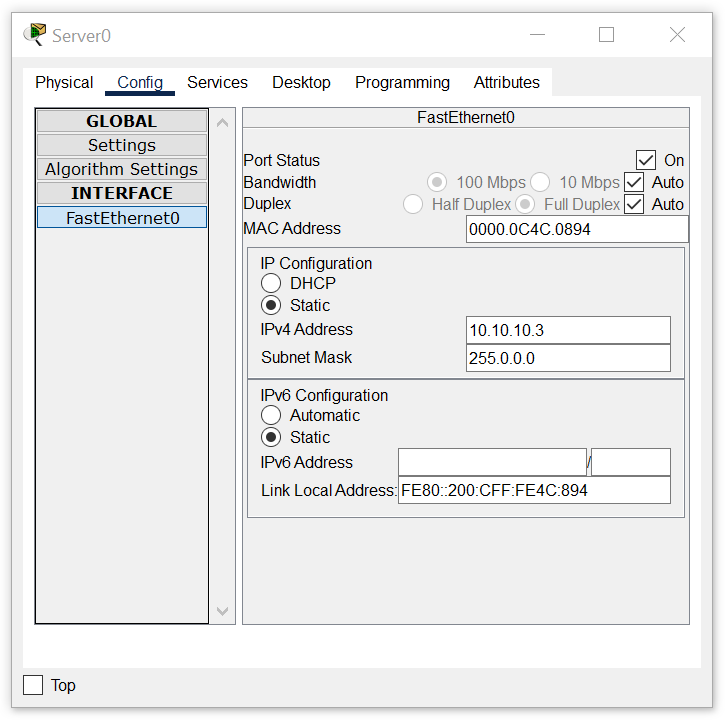 Server0
Physical Config Services Desktop Programming Attributes
GLOBAL
Settings
Algorithm Settings
INTERFACE
FastEthernet0
FastEthernet0
Port Status On
Bandwidth 100 Mbps 10 Mbps Auto
Duplex Half Duplex Full Duplex Auto
MAC Address 0000.0C4C.0894
IP Configuration
DHCP
Static
IPv4 Address 10.10.10.3
Subnet Mask 255.0.0.0
IPv6 Configuration
Automatic
Static
IPv6 Address /
Link Local Address: FE80::200:CFF:FE4C:894
Top